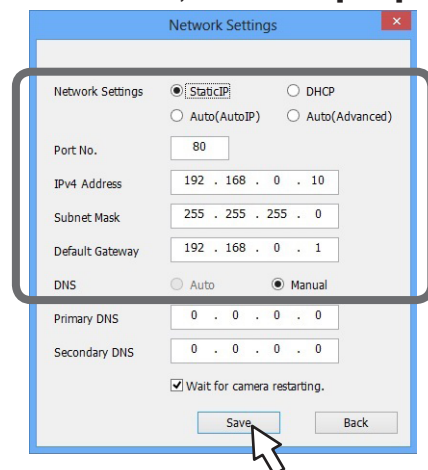 Network Settings
Network Settings StaticIP DHCP
Auto(AutoIP) Auto(Advanced)
Port No. 80
IPv4 Address 192 . 168 . 0 . 10
Subnet Mask 255 . 255 . 255 . 0
Default Gateway 192 . 168 . 0 . 1
DNS Auto Manual
Primary DNS 0 . 0 . 0 . 0
Secondary DNS 0 . 0 . 0 . 0
Wait for camera restarting.
Save Back